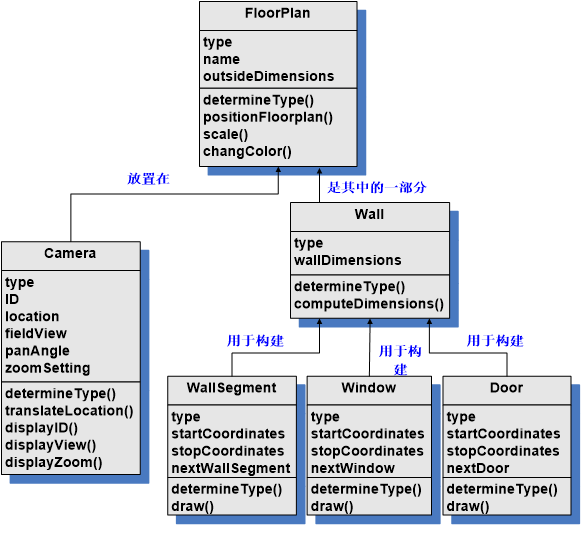 FloorPlan
type
name
outsideDimensions
determineType()
positionFloorplan()
scale()
changColor()
放置在
是其中的一部分
Camera
type
ID
location
fieldView
panAngle
zoomSetting
determineType()
translateLocation()
displayID()
displayView()
displayZoom()
Wall
type
wallDimensions
determineType()
computeDimensions()
用于构建
用于构
建
用于构建
WallSegment
type
startCoordinates
stopCoordinates
nextWallSegment
determineType()
draw()
Window
type
startCoordinates
stopCoordinates
nextWindow
determineType()
draw()
Door
type
startCoordinates
stopCoordinates
nextDoor
determineType()
draw()